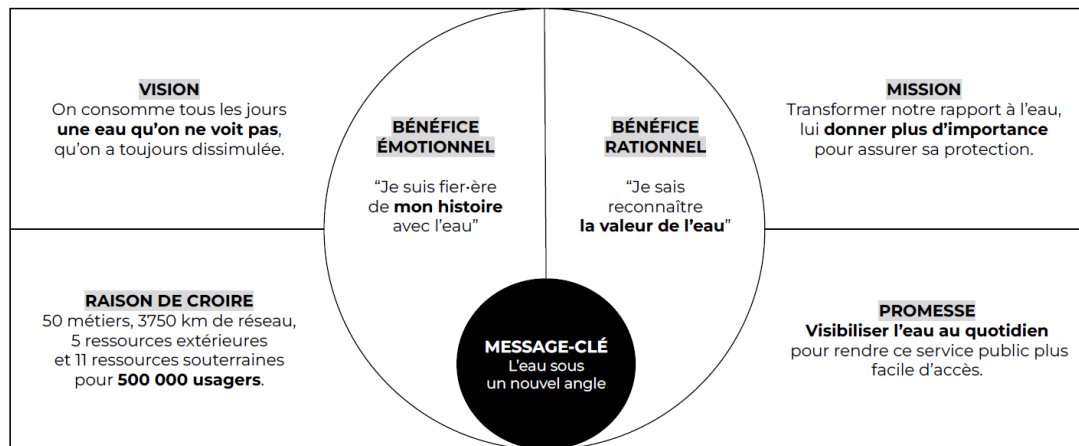 VISION
On consomme tous les jours
une eau qu'on ne voit pas,
qu'on a toujours dissimulée.
BÉNÉFICE
ÉMOTIONNEL
“Je suis fier·ère
de mon histoire
avec l'eau”
BÉNÉFICE
RATIONNEL
“Je sais
reconnaître
la valeur de l'eau”
MISSION
Transformer notre rapport à l'eau,
lui donner plus d'importance
pour assurer sa protection.
RAISON DE CROIRE
50 métiers, 3750 km de réseau,
5 ressources extérieures
et 11 ressources souterraines
pour 500 000 usagers.
MESSAGE-CLÉ
L'eau sous
un nouvel angle
PROMESSE
Visibiliser l'eau au quotidien
pour rendre ce service public plus
facile d'accès.